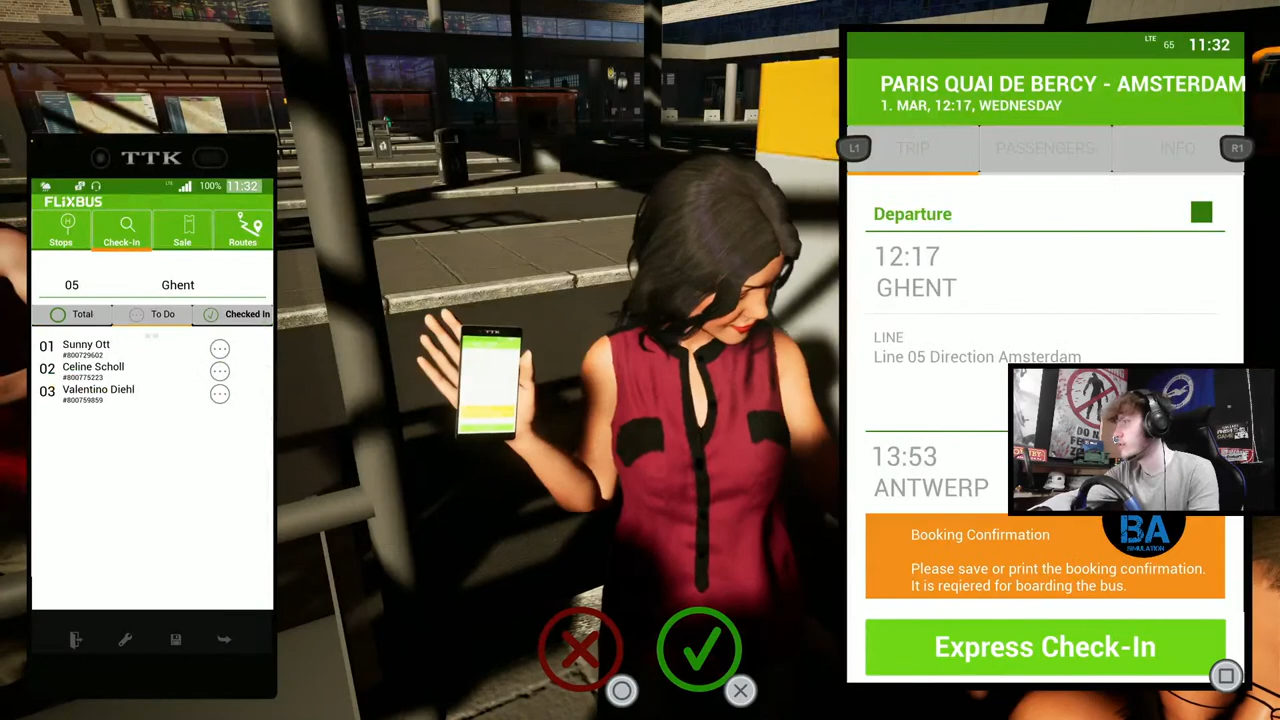 TTK
100% 11:32
FLiXBUS
Stops Check-In Sale Routes
05 Ghent
Total To Do Checked In
01 Sunny Ott
#800729602
02 Celine Scholl
#800775223
03 Valentino Diehl
#800759859
TTK
LTE 65 11:32
PARIS QUAI DE BERCY - AMSTERDAM
1. MAR, 12:17, WEDNESDAY
L1 TRIP PASSENGERS INFO R1
Departure
12:17
GHENT
LINE
Line 05 Direction Amsterdam
13:53
ANTWERP
BA
SIMULATION
Booking Confirmation
Please save or print the booking confirmation.
It is reqiered for boarding the bus.
Express Check-In